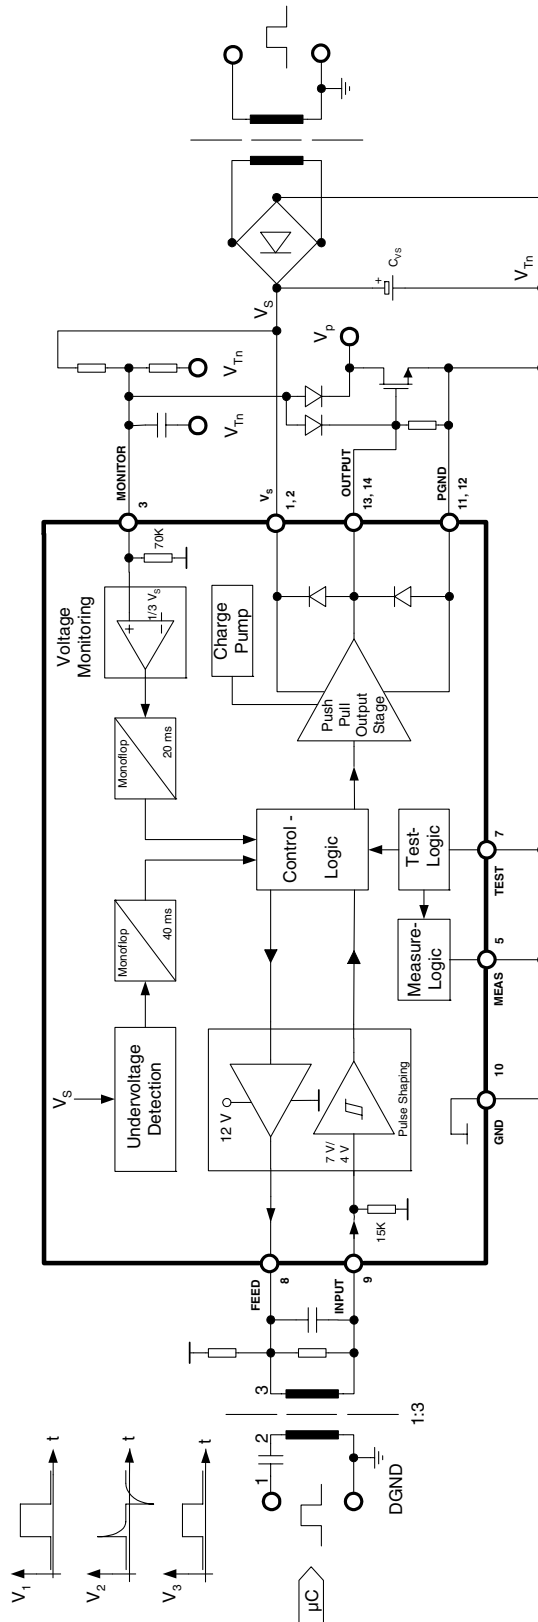 V1
t
V2
t
V3
t
µC
1
2
3
1:3
DGND
FEED
8
INPUT
9
15K
VS
Undervoltage
Detection
Monoflop
40 ms
Monoflop
20 ms
Voltage
Monitoring
+
−
1/3 VS
70K
MONITOR
3
VTn
VTn
12 V
7 V/
4 V
Pulse Shaping
Control -
Logic
Charge
Pump
Push
Pull
Output
Stage
Vs
1, 2
OUTPUT
13, 14
PGND
11, 12
VS
Vp
+
CVS
VTn
Measure-
Logic
Test-
Logic
GND
10
MEAS
5
TEST
7